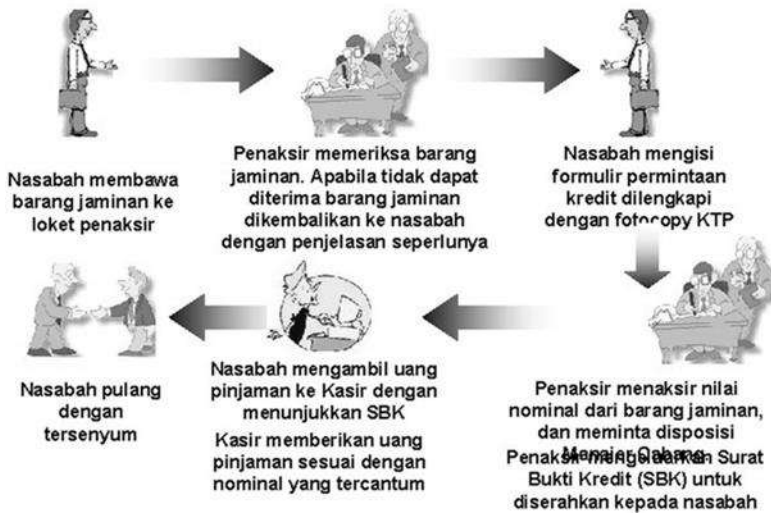 Nasabah membawa
barang jaminan ke
loket penaksir
Penaksir memeriksa barang
jaminan. Apabila tidak dapat
diterima barang jaminan
dikembalikan ke nasabah
dengan penjelasan seperlunya
Nasabah mengisi
formulir permintaan
kredit dilengkapi
dengan fotocopy KTP
Penaksir menaksir nilai
nominal dari barang jaminan,
dan meminta disposisi
Manajer Cabang.
Penaksir mengeluarkan Surat
Bukti Kredit (SBK) untuk
diserahkan kepada nasabah
Nasabah mengambil uang
pinjaman ke Kasir dengan
menunjukkan SBK
Kasir memberikan uang
pinjaman sesuai dengan
nominal yang tercantum
Nasabah pulang
dengan
tersenyum